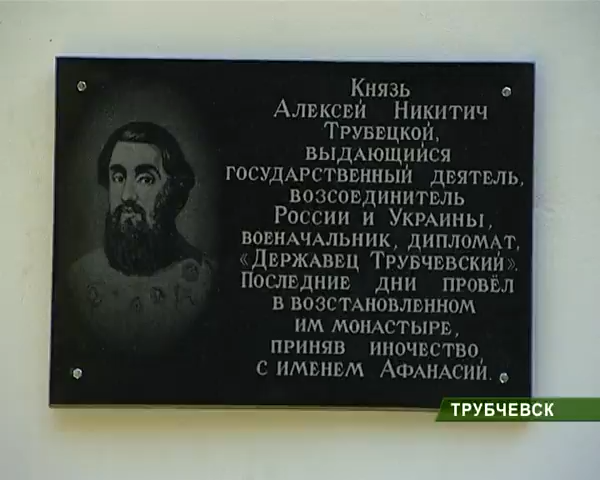 Князь
Алексей Никитич
Трубецкой,
выдающийся
государственный деятель,
возсоединитель
России и Украины,
военачальник, дипломат,
«Державец Трубчевский».
Последние дни провёл
в возстановленном
им монастыре,
приняв иночество
с именем Афанасий.
ТРУБЧЕВСК